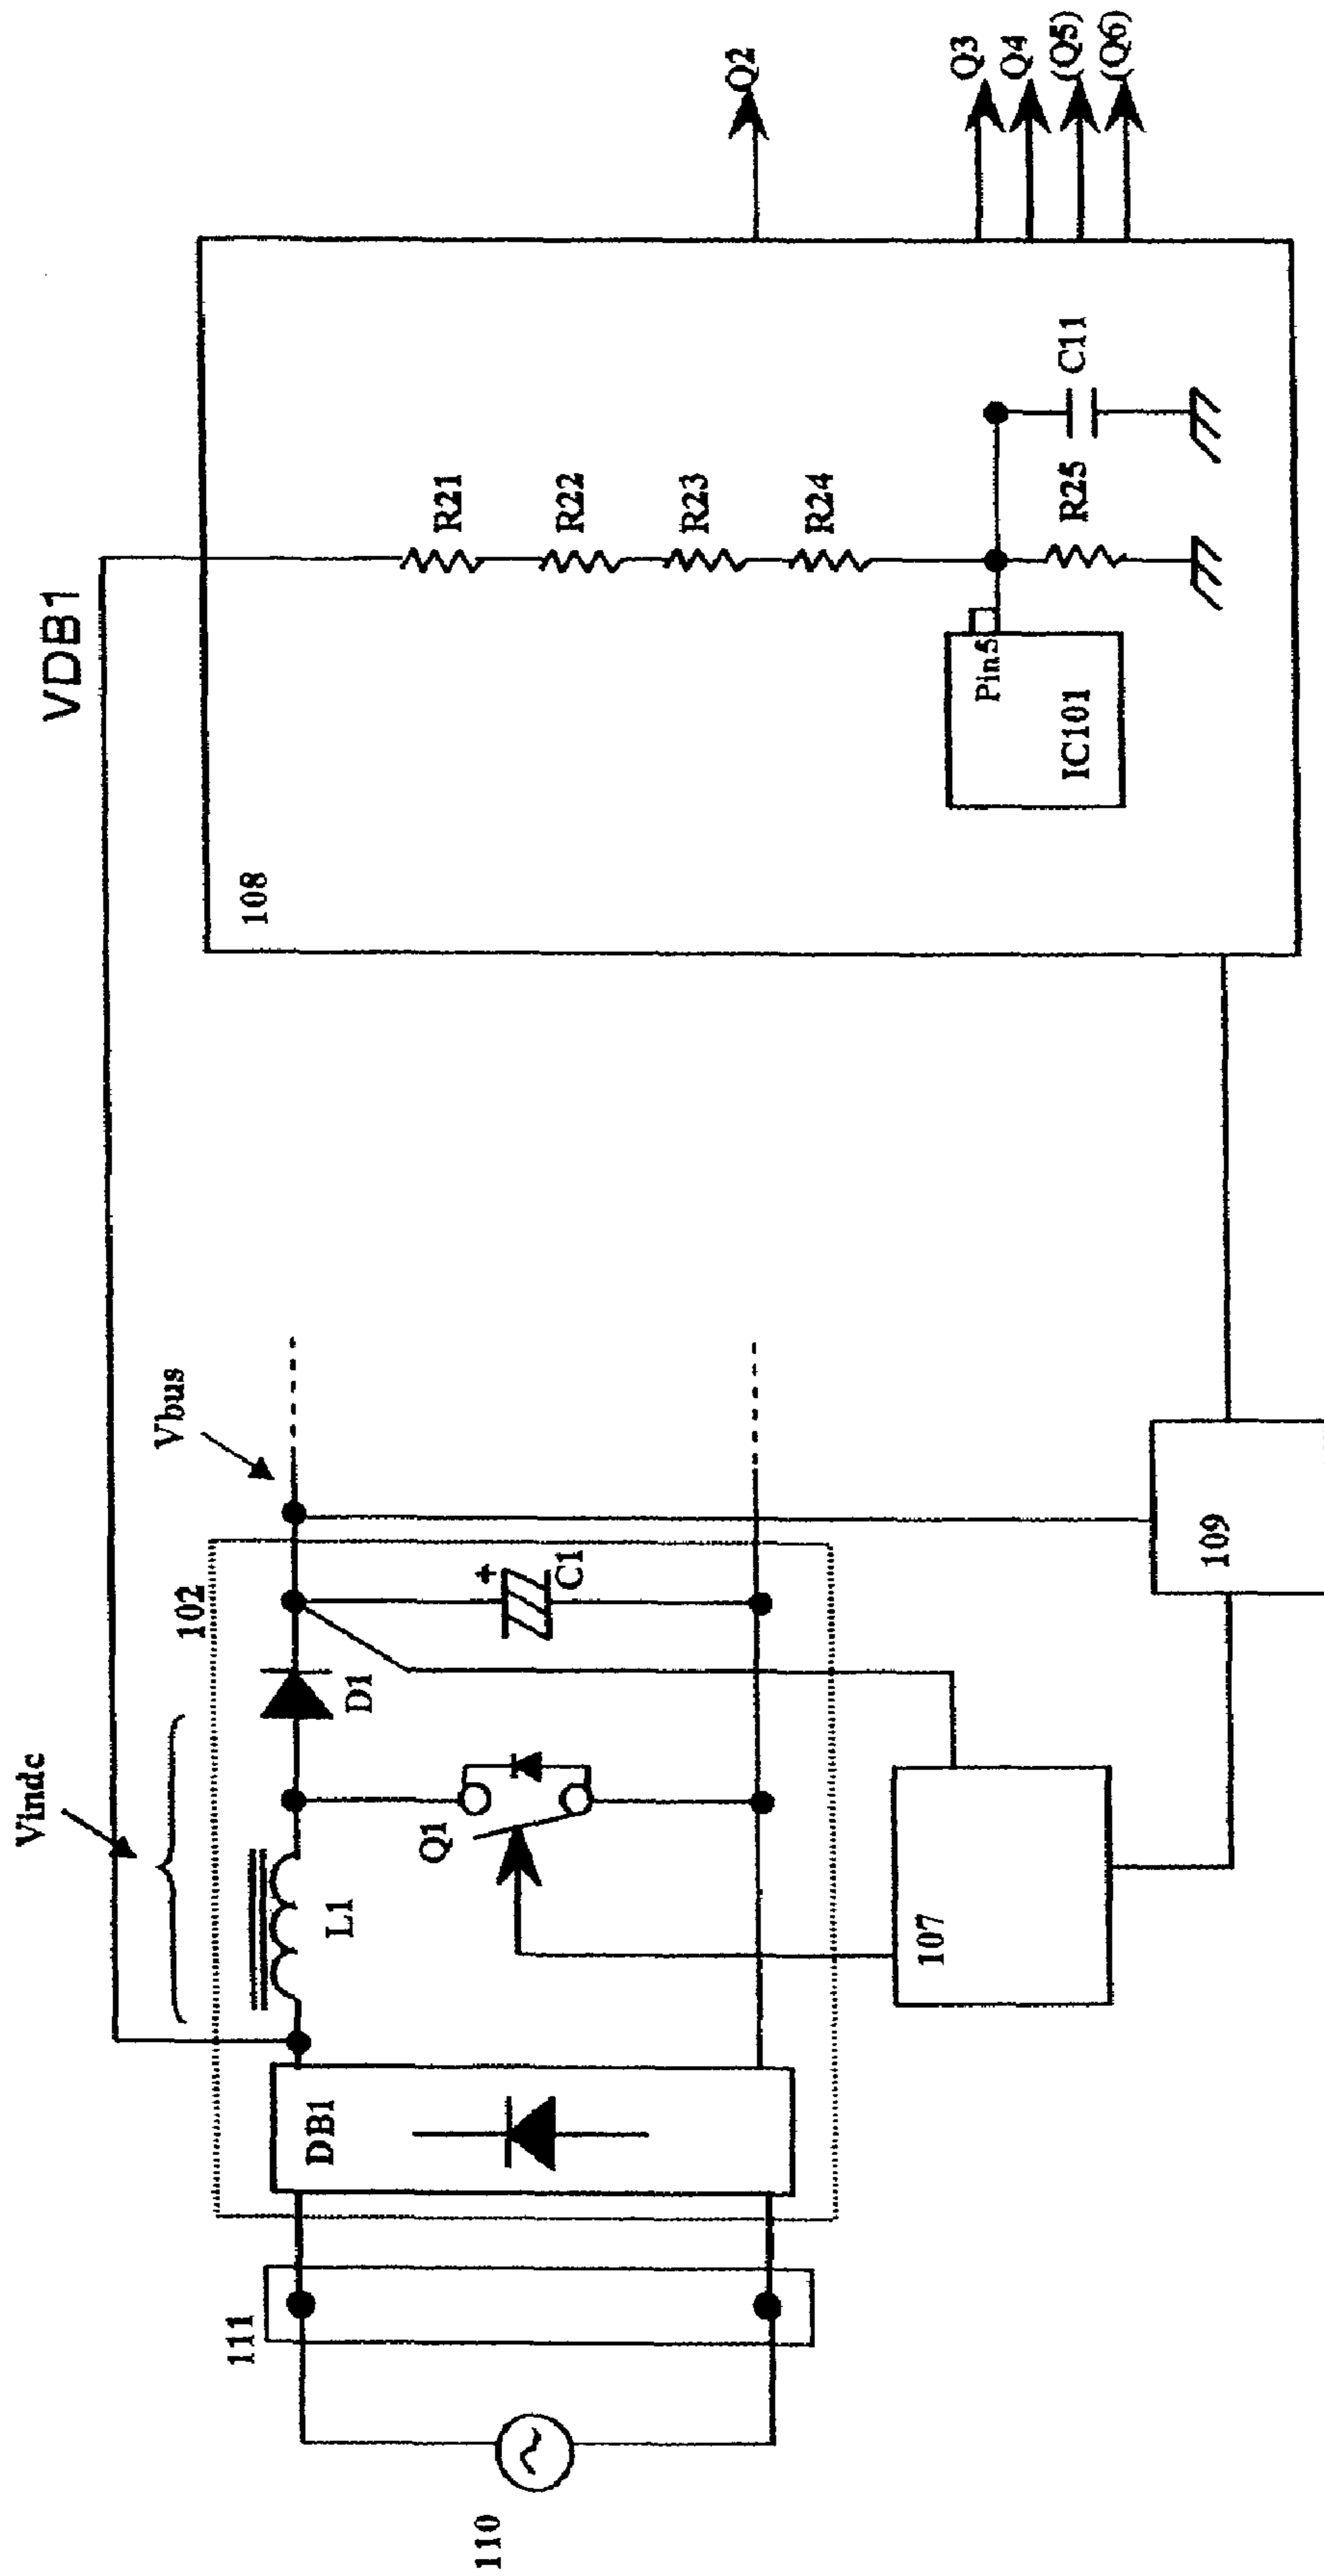 VDB1
Vindc
Vbus
102
108
110
111
DB1
L1
Q1
D1
+
C1
107
109
R21
R22
R23
R24
R25
C11
Pin5
IC101
Q2
Q3
Q4
(Q5)
(Q6)